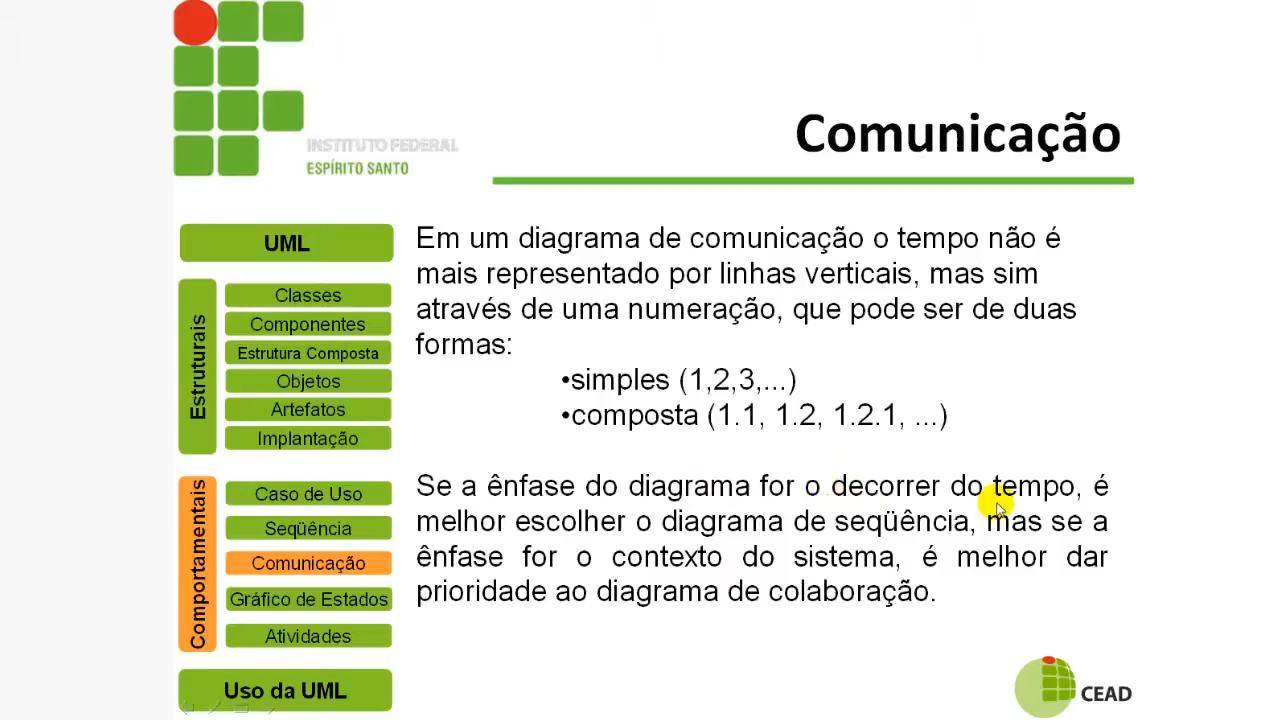 INSTITUTO FEDERAL
ESPÍRITO SANTO
Comunicação
UML
Estruturais
Classes
Componentes
Estrutura Composta
Objetos
Artefatos
Implantação
Comportamentais
Caso de Uso
Seqüência
Comunicação
Gráfico de Estados
Atividades
Uso da UML
Em um diagrama de comunicação o tempo não é
mais representado por linhas verticais, mas sim
através de uma numeração, que pode ser de duas
formas:
•simples (1,2,3,...)
•composta (1.1, 1.2, 1.2.1, ...)
Se a ênfase do diagrama for o decorrer do tempo, é
melhor escolher o diagrama de seqüência, mas se a
ênfase for o contexto do sistema, é melhor dar
prioridade ao diagrama de colaboração.
CEAD